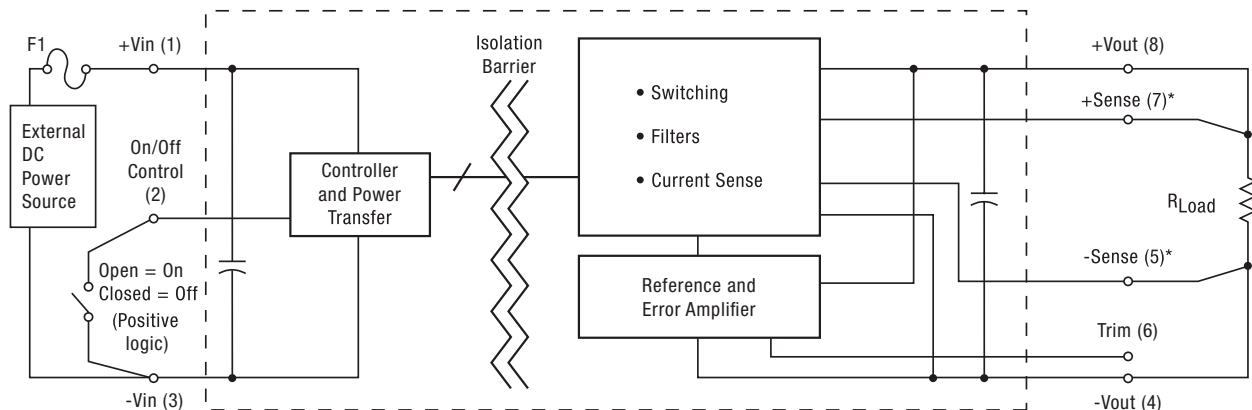 F1
+Vin (1)
External
DC
Power
Source
On/Off
Control
(2)
Open = On
Closed = Off
(Positive
logic)
-Vin (3)
Controller
and Power
Transfer
Isolation
Barrier
• Switching
• Filters
• Current Sense
Reference and
Error Amplifier
+Vout (8)
+Sense (7)*
RLoad
-Sense (5)*
Trim (6)
-Vout (4)